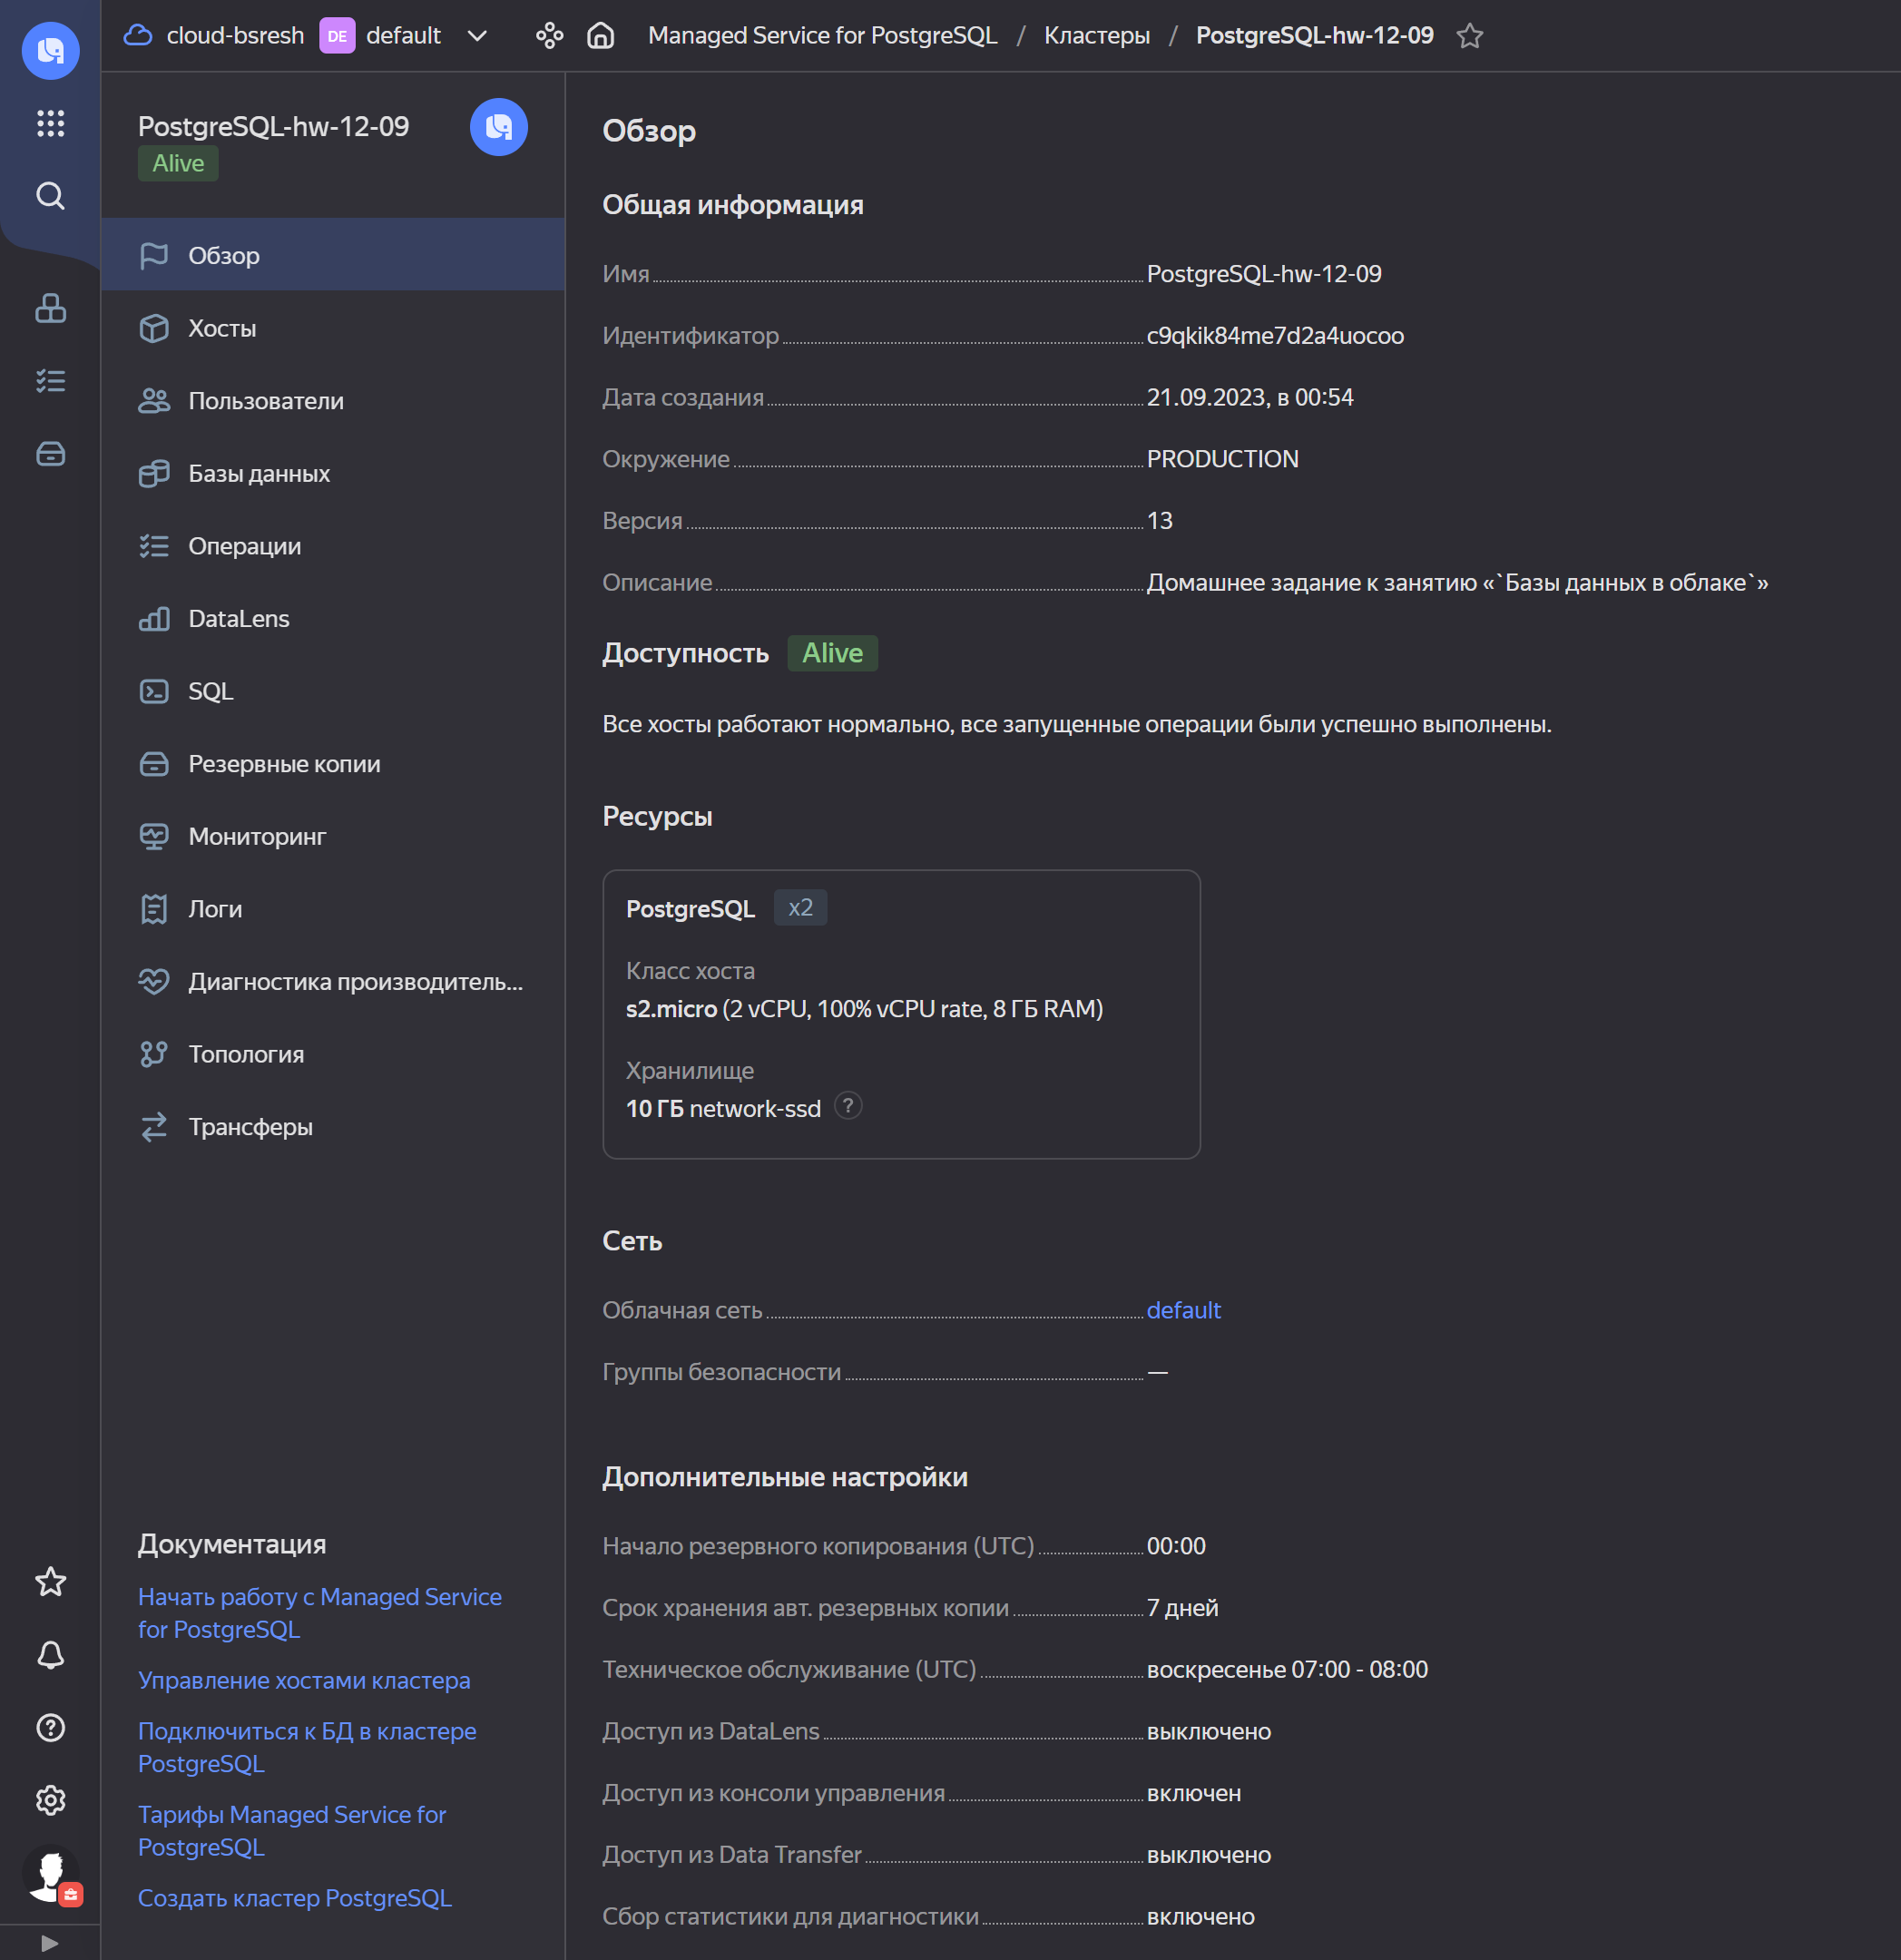 cloud-bsresh DE default
Managed Service for PostgreSQL / Кластеры / PostgreSQL-hw-12-09
PostgreSQL-hw-12-09
Alive
Обзор
Хосты
Пользователи
Базы данных
Операции
DataLens
SQL
Резервные копии
Мониторинг
Логи
Диагностика производитель...
Топология
Трансферы
Документация
Начать работу с Managed Service
for PostgreSQL
Управление хостами кластера
Подключиться к БД в кластере
PostgreSQL
Тарифы Managed Service for
PostgreSQL
Создать кластер PostgreSQL
Обзор
Общая информация
Имя PostgreSQL-hw-12-09
Идентификатор c9qkik84me7d2a4uocoo
Дата создания 21.09.2023, в 00:54
Окружение PRODUCTION
Версия 13
Описание Домашнее задание к занятию «`Базы данных в облаке`»
Доступность Alive
Все хосты работают нормально, все запущенные операции были успешно выполнены.
Ресурсы
PostgreSQL x2
Класс хоста
s2.micro (2 vCPU, 100% vCPU rate, 8 ГБ RAM)
Хранилище
10 ГБ network-ssd ?
Сеть
Облачная сеть default
Группы безопасности —
Дополнительные настройки
Начало резервного копирования (UTC) 00:00
Срок хранения авт. резервных копии 7 дней
Техническое обслуживание (UTC) воскресенье 07:00 - 08:00
Доступ из DataLens выключено
Доступ из консоли управления включен
Доступ из Data Transfer выключено
Сбор статистики для диагностики включено